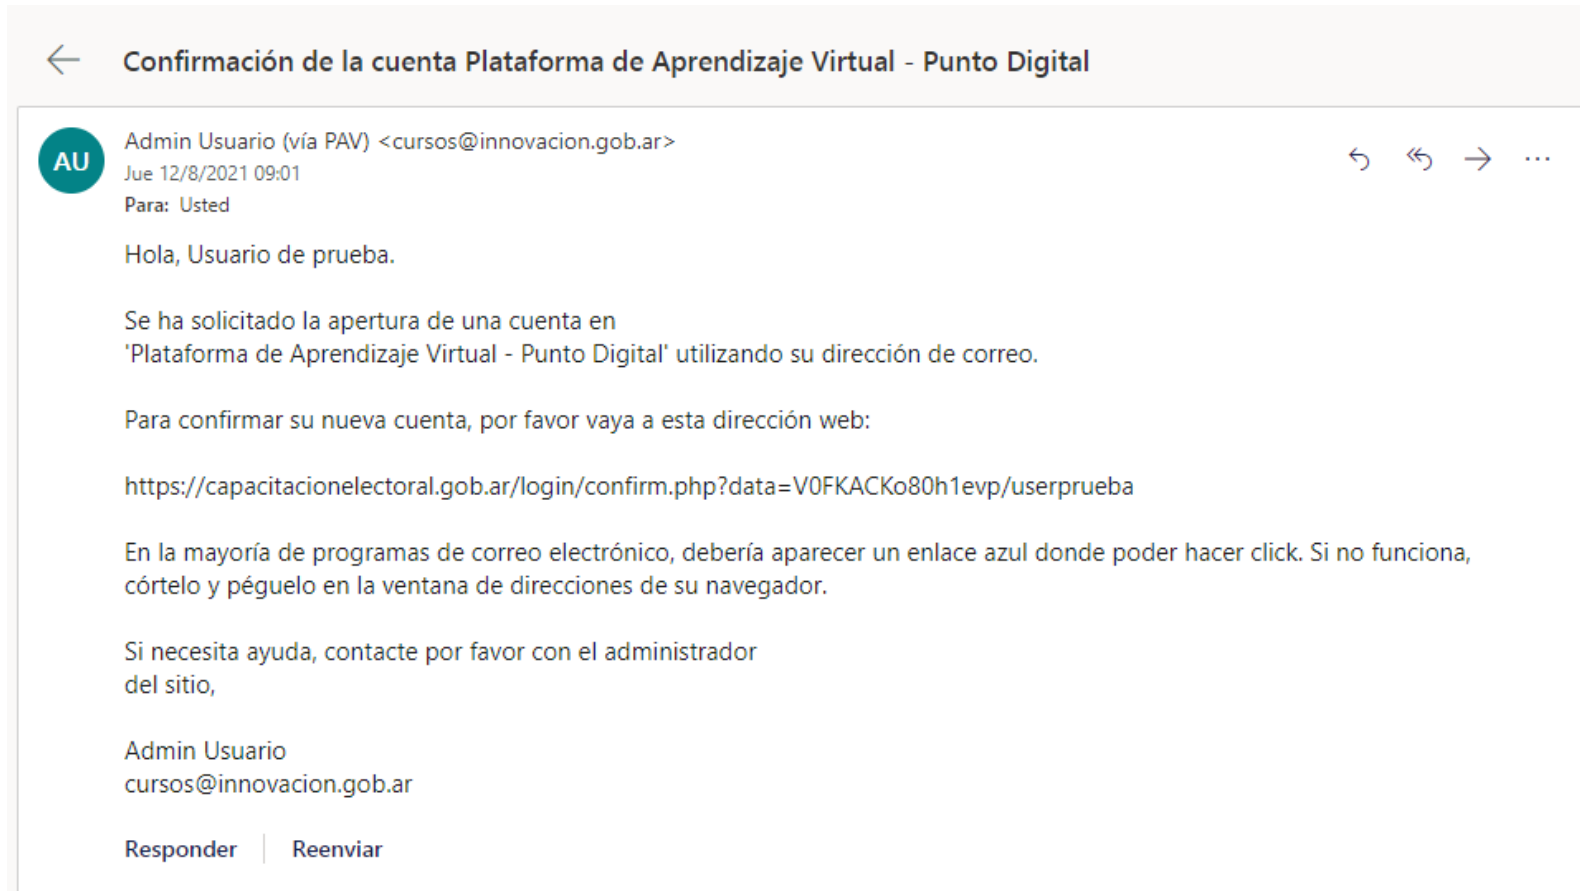 Confirmación de la cuenta Plataforma de Aprendizaje Virtual - Punto Digital
AU
Admin Usuario (vía PAV) <cursos@innovacion.gob.ar>
Jue 12/8/2021 09:01
Para: Usted
Hola, Usuario de prueba.
Se ha solicitado la apertura de una cuenta en
'Plataforma de Aprendizaje Virtual - Punto Digital' utilizando su dirección de correo.
Para confirmar su nueva cuenta, por favor vaya a esta dirección web:
https://capacitacionelectoral.gob.ar/login/confirm.php?data=V0FKACKo80h1evp/userprueba
En la mayoría de programas de correo electrónico, debería aparecer un enlace azul donde poder hacer click. Si no funciona,
córtelo y péguelo en la ventana de direcciones de su navegador.
Si necesita ayuda, contacte por favor con el administrador
del sitio,
Admin Usuario
cursos@innovacion.gob.ar
Responder Reenviar